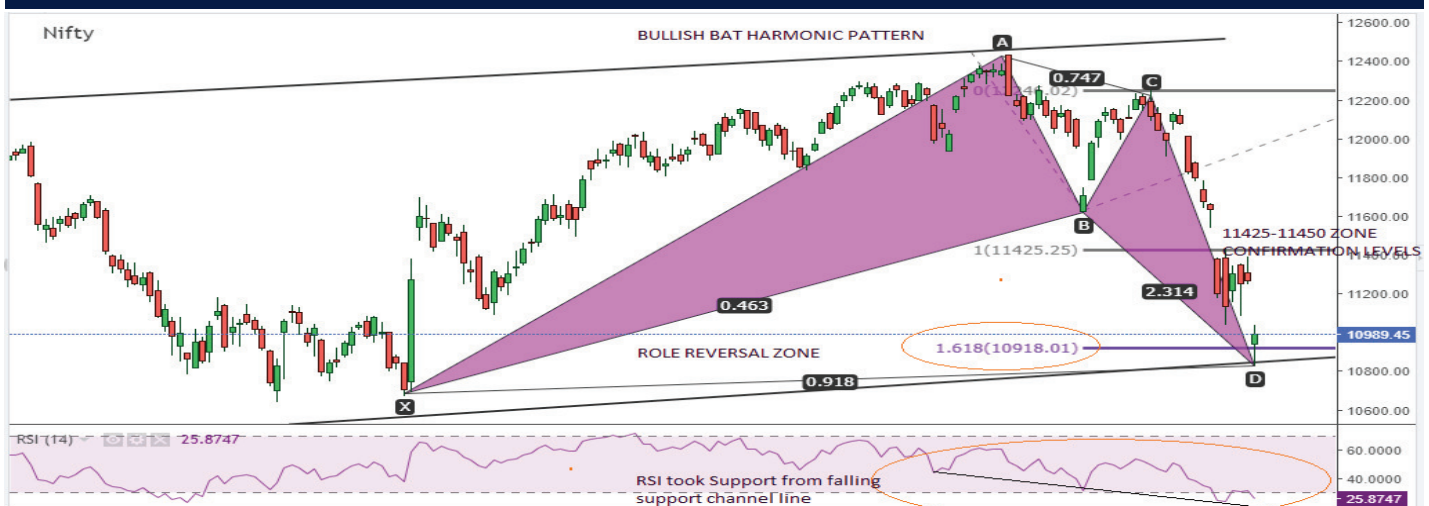 Nifty
BULLISH BAT HARMONIC PATTERN
12600.00
A
12400.00
0.747
C
0(12246.02)
12200.00
12000.00
11800.00
11600.00
B
11425-11450 ZONE
CONFIRMATION LEVELS
1(11425.25)
11400.00
2.314
11200.00
0.463
10989.45
ROLE REVERSAL ZONE
1.618(10918.01)
10800.00
0.918
D
X
10600.00
RSI (14)
25.8747
60.0000
RSI took Support from falling
support channel line
40.0000
25.8747